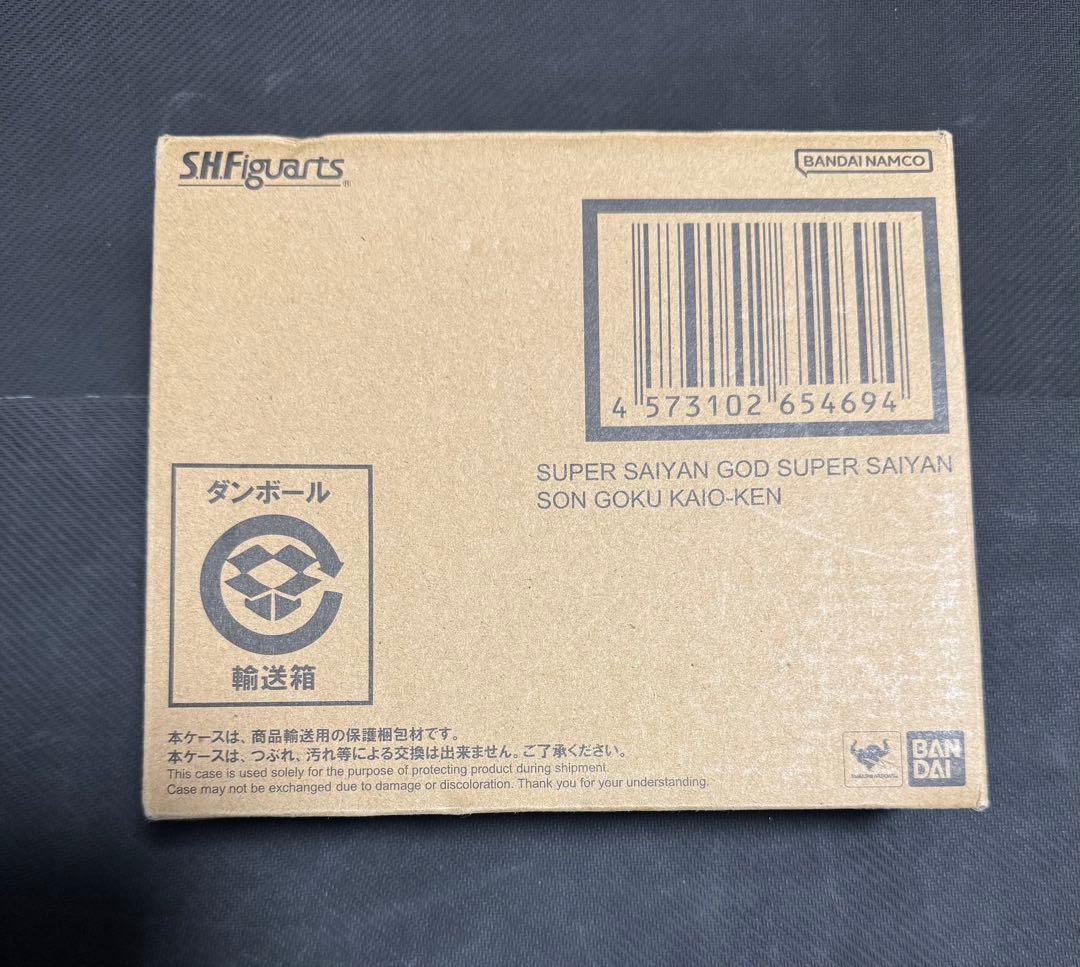 S.H.Figuarts®
BANDAI NAMCO
4 573102 654694
SUPER SAIYAN GOD SUPER SAIYAN
SON GOKU KAIO-KEN
ダンボール
輸送箱
本ケースは、商品輸送用の保護梱包材です。
本ケースは、つぶれ、汚れ等による交換は出来ません。ご了承ください。
This case is used solely for the purpose of protecting product during shipment.
Case may not be exchanged due to damage or discoloration. Thank you for your understanding.
TAMASHII NATIONS
BAN
DAI